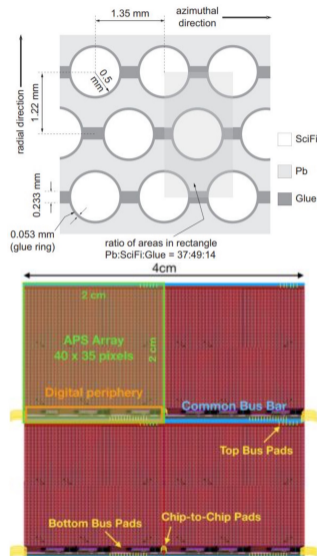 1.35 mm
azimuthal
direction
radial direction
1.22 mm
0.5
mm
0.233 mm
0.053 mm
(glue ring)
SciFi
Pb
Glue
ratio of areas in rectangle
Pb:SciFi:Glue = 37:49:14
4cm
2 cm
APS Array
40 x 35 pixels
2 cm
Digital periphery
Common Bus Bar
Top Bus Pads
Chip-to-Chip Pads
Bottom Bus Pads